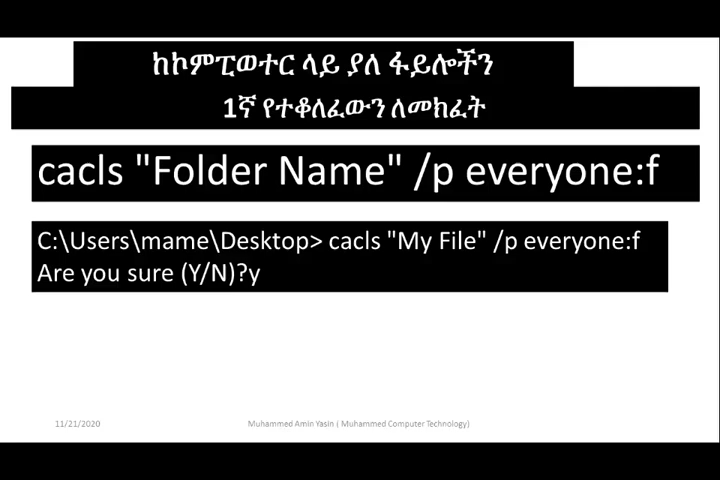 ከኮምፒወተር ላይ ያለ ፋይሎችን
1ኛ የተቆለፈውን ለመክፈት
cacls "Folder Name" /p everyone:f
C:\Users\mame\Desktop> cacls "My File" /p everyone:f
Are you sure (Y/N)?y
11/21/2020
Muhammed Amin Yasin ( Muhammed Computer Technology)